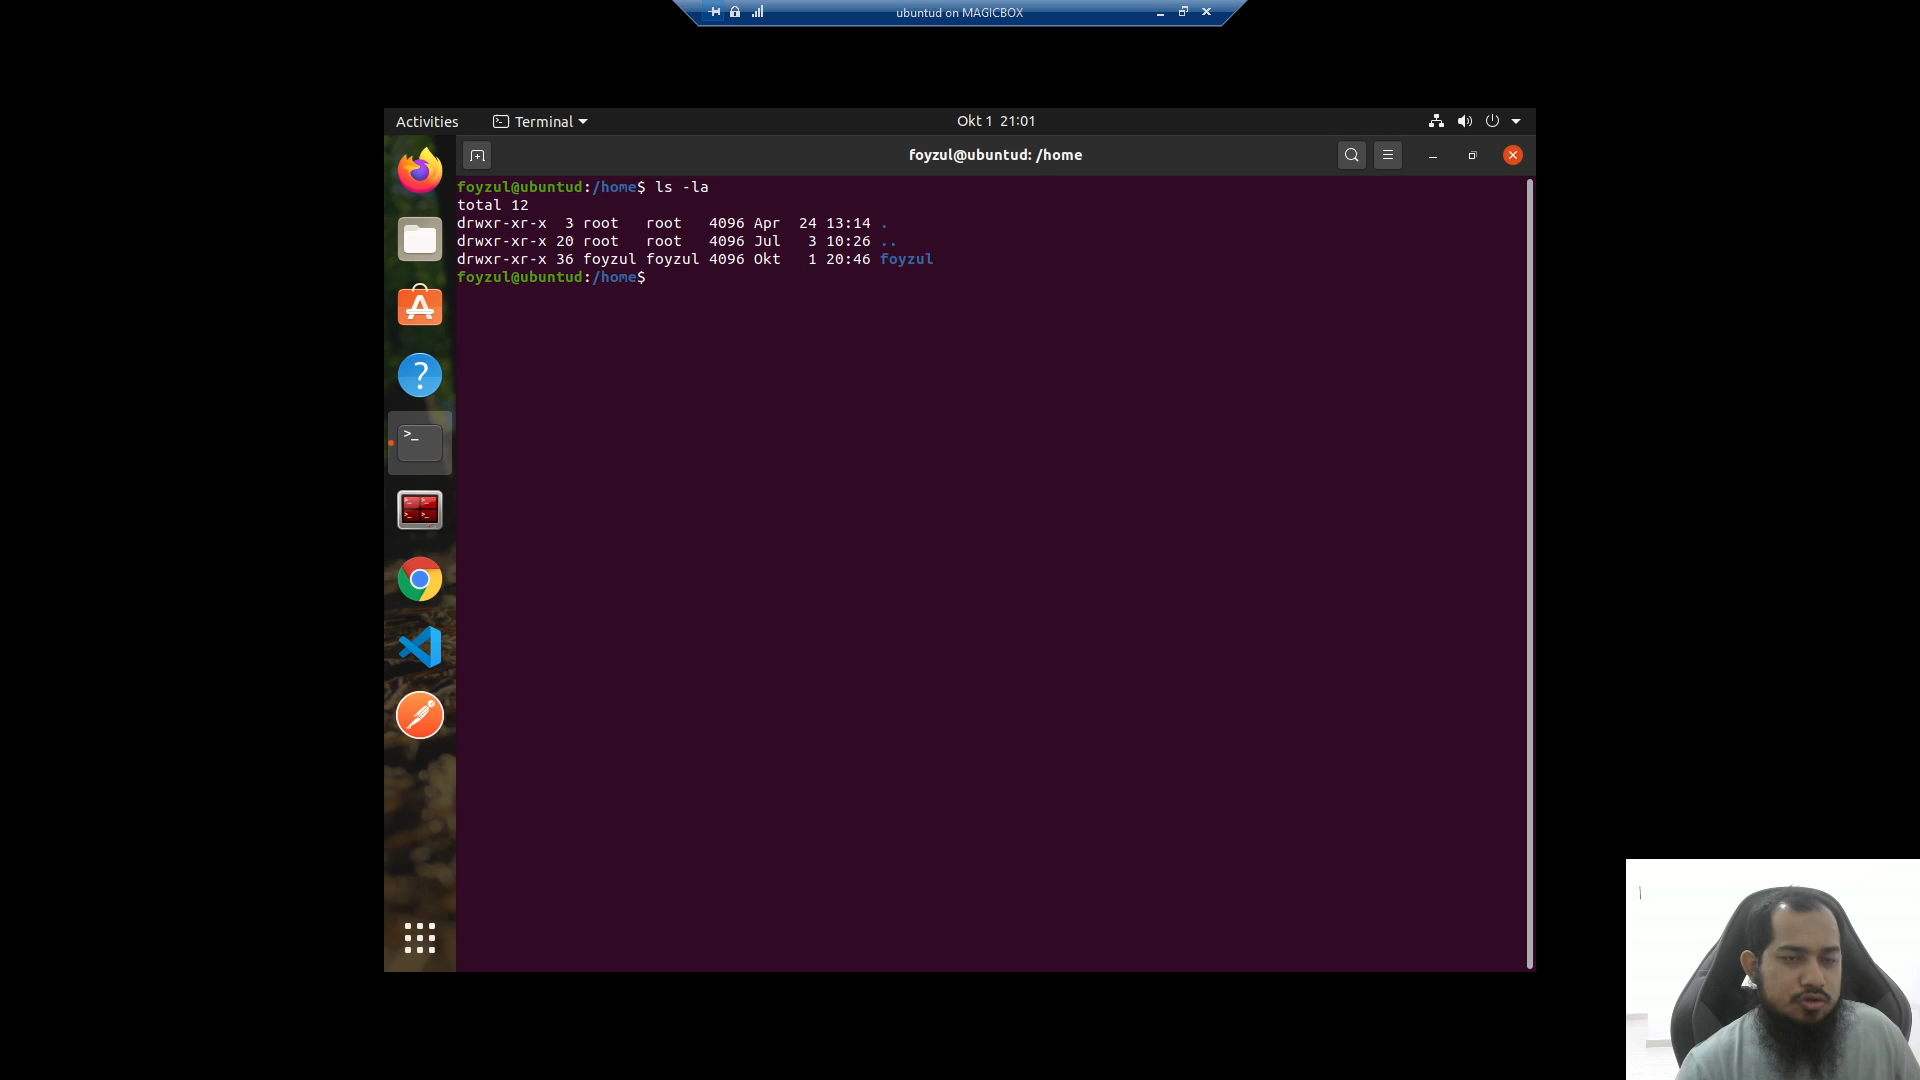 ubuntud on MAGICBOX
Activities Terminal Okt 1 21:01
foyzul@ubuntud: /home
foyzul@ubuntud:/home$ ls -la
total 12
drwxr-xr-x  3 root   root   4096 Apr  24 13:14 .
drwxr-xr-x 20 root   root   4096 Jul   3 10:26 ..
drwxr-xr-x 36 foyzul foyzul 4096 Okt   1 20:46 foyzul
foyzul@ubuntud:/home$